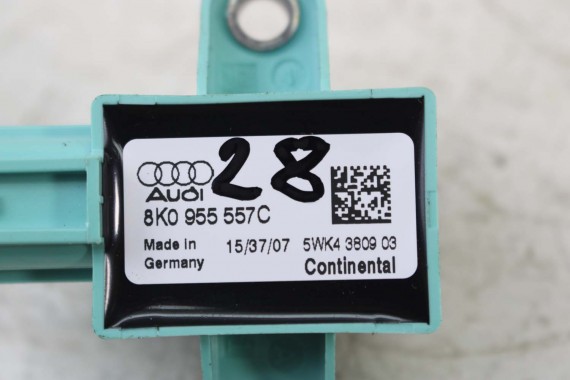 28
AUDI
8K0 955 557C
Made in Germany
15/37/07
5WK4 3809 03
Continental